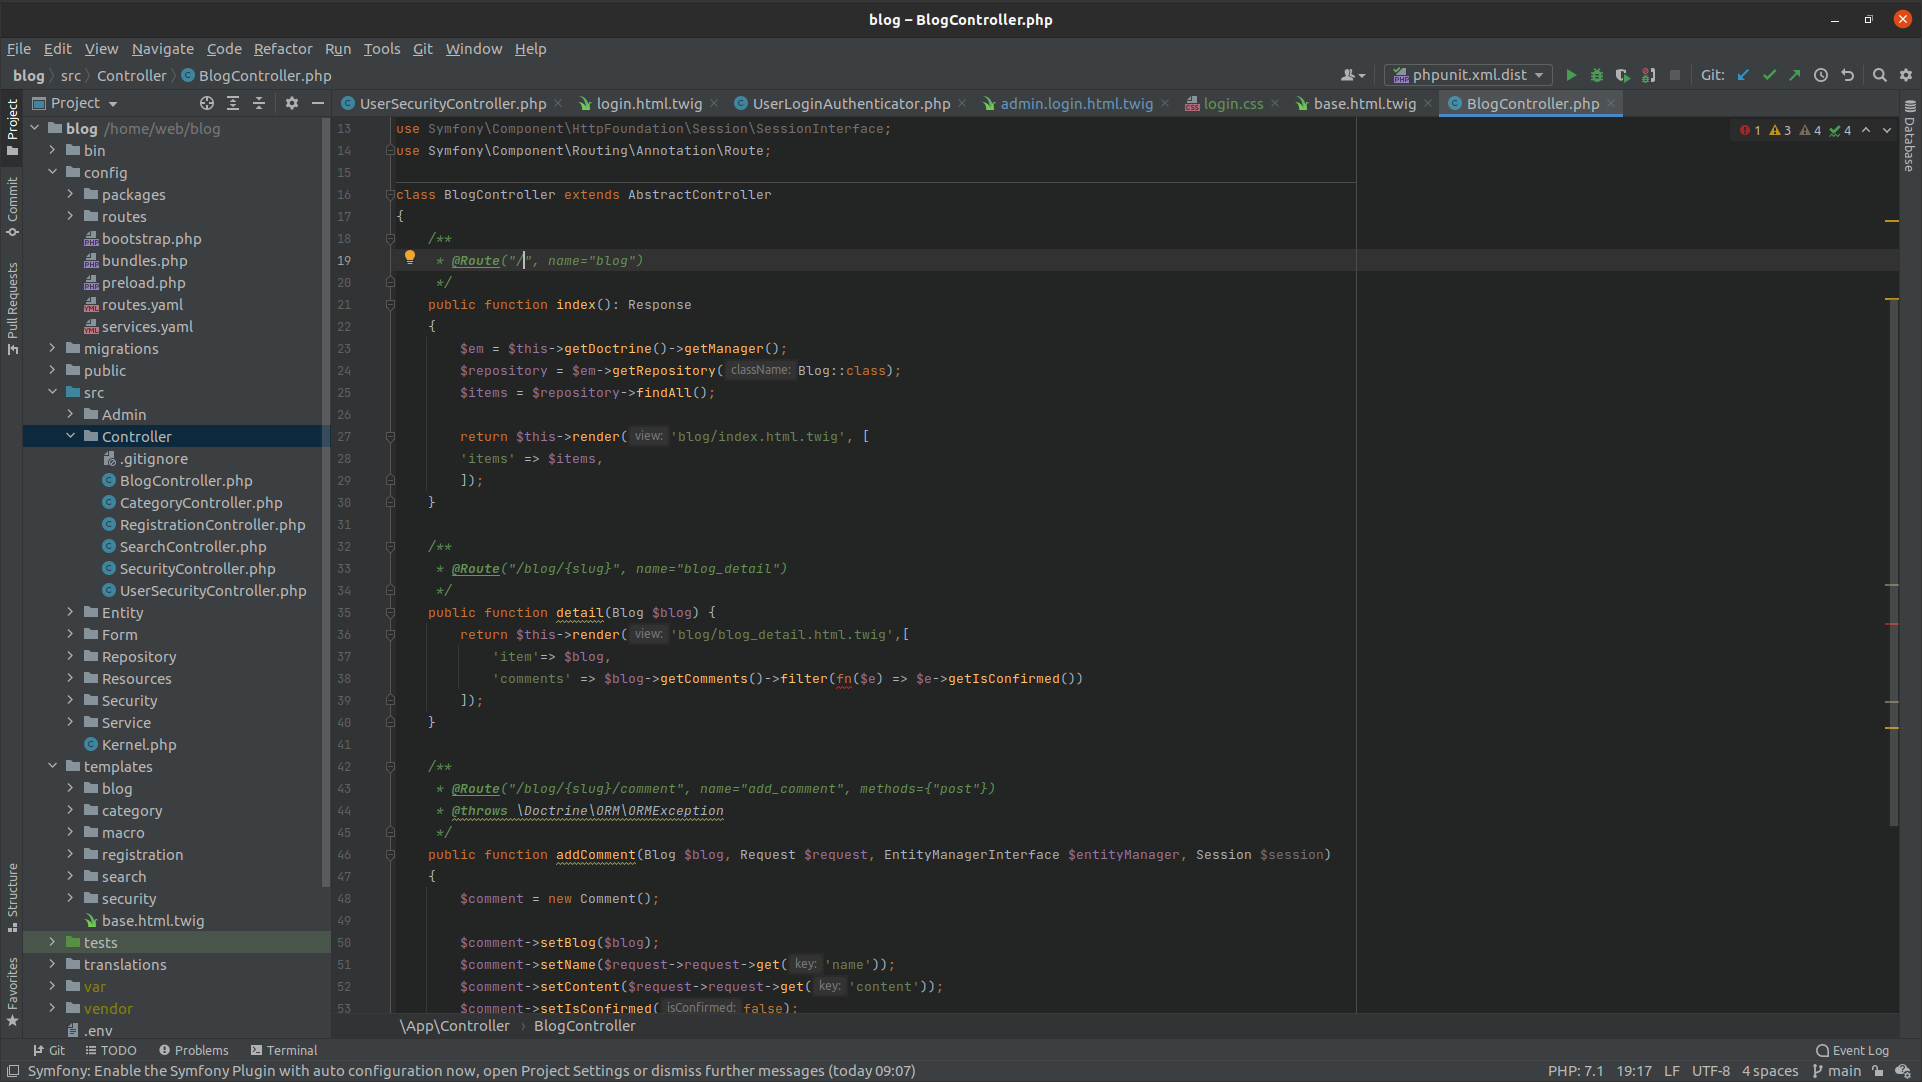 blog – BlogController.php
File Edit View Navigate Code Refactor Run Tools Git Window Help
blog src Controller BlogController.php
phpunit.xml.dist
Git:
Project
UserSecurityController.php login.html.twig UserLoginAuthenticator.php admin.login.html.twig login.css base.html.twig BlogController.php
Project
Commit
Pull Requests
Structure
Favorites
Database
blog /home/web/blog
bin
config
packages
routes
bootstrap.php
bundles.php
preload.php
routes.yaml
services.yaml
migrations
public
src
Admin
Controller
.gitignore
BlogController.php
CategoryController.php
RegistrationController.php
SearchController.php
SecurityController.php
UserSecurityController.php
Entity
Form
Repository
Resources
Security
Service
Kernel.php
templates
blog
category
macro
registration
search
security
base.html.twig
tests
translations
var
vendor
.env
1 3 4 4
13 use Symfony\Component\HttpFoundation\Session\SessionInterface;
14 use Symfony\Component\Routing\Annotation\Route;
15
16 class BlogController extends AbstractController
17 {
18 /**
19 * @Route("/", name="blog")
20 */
21 public function index(): Response
22 {
23 $em = $this->getDoctrine()->getManager();
24 $repository = $em->getRepository( className: Blog::class);
25 $items = $repository->findAll();
26
27 return $this->render( view: 'blog/index.html.twig', [
28 'items' => $items,
29 ]);
30 }
31
32 /**
33 * @Route("/blog/{slug}", name="blog_detail")
34 */
35 public function detail(Blog $blog) {
36 return $this->render( view: 'blog/blog_detail.html.twig',[
37 'item'=> $blog,
38 'comments' => $blog->getComments()->filter(fn($e) => $e->getIsConfirmed())
39 ]);
40 }
41
42 /**
43 * @Route("/blog/{slug}/comment", name="add_comment", methods={"post"})
44 * @throws \Doctrine\ORM\ORMException
45 */
46 public function addComment(Blog $blog, Request $request, EntityManagerInterface $entityManager, Session $session)
47 {
48 $comment = new Comment();
49
50 $comment->setBlog($blog);
51 $comment->setName($request->request->get( key: 'name'));
52 $comment->setContent($request->request->get( key: 'content'));
53 $comment->setIsConfirmed( isConfirmed: false);
\App\Controller › BlogController
Git TODO Problems Terminal Event Log
Symfony: Enable the Symfony Plugin with auto configuration now, open Project Settings or dismiss further messages (today 09:07) PHP: 7.1 19:17 LF UTF-8 4 spaces main